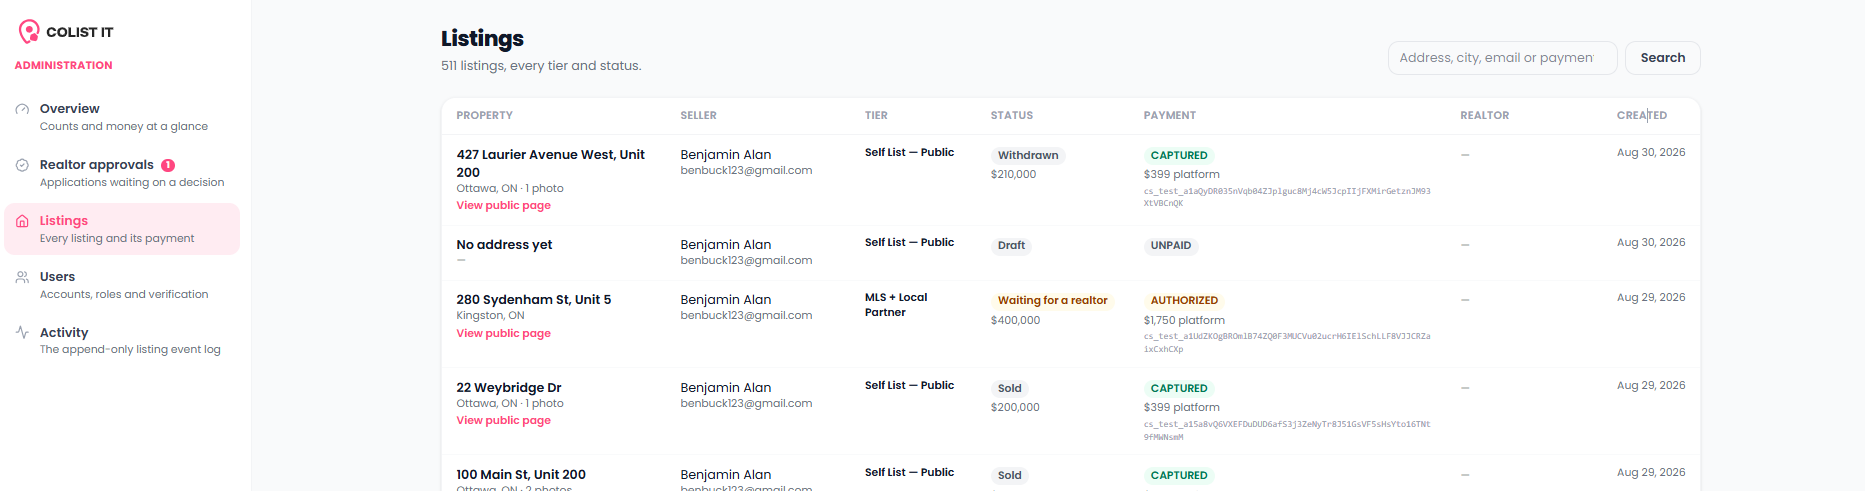 COLIST IT
ADMINISTRATION
Overview
Counts and money at a glance
Realtor approvals 1
Applications waiting on a decision
Listings
Every listing and its payment
Users
Accounts, roles and verification
Activity
The append-only listing event log
Listings
511 listings, every tier and status.
Address, city, email or paymen
Search
PROPERTY SELLER TIER STATUS PAYMENT REALTOR CREATED
427 Laurier Avenue West, Unit
200
Ottawa, ON · 1 photo
View public page
Benjamin Alan
benbuck123@gmail.com
Self List — Public
Withdrawn
$210,000
CAPTURED
$399 platform
—
Aug 30, 2026
No address yet
—
Benjamin Alan
benbuck123@gmail.com
Self List — Public
Draft
UNPAID
—
Aug 30, 2026
280 Sydenham St, Unit 5
Kingston, ON
View public page
Benjamin Alan
benbuck123@gmail.com
MLS + Local
Partner
Waiting for a realtor
$400,000
AUTHORIZED
$1,750 platform
ixCxhCXp
—
Aug 29, 2026
22 Weybridge Dr
Ottawa, ON · 1 photo
View public page
Benjamin Alan
benbuck123@gmail.com
Self List — Public
Sold
$200,000
CAPTURED
$399 platform
9fMWNsmM
—
Aug 29, 2026
100 Main St, Unit 200
Ottawa, ON · 2 photos
Benjamin Alan
benbuck123@gmail.com
Self List — Public
Sold
CAPTURED
—
Aug 29, 2026